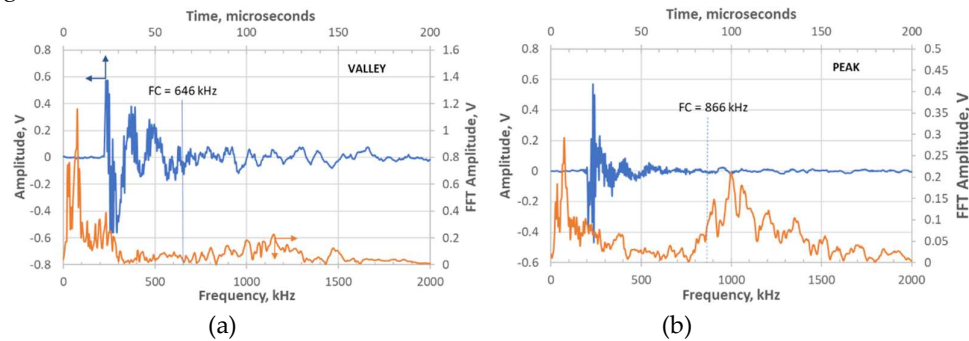 Time, microseconds
0 50 100 150 200
0.8 1.6
0.6 VALLEY 1.4
0.4 FC = 646 kHz 1.2
0.2 1
0 0.8
-0.2 0.6
-0.4 0.4
-0.6 0.2
-0.8 0
Amplitude, V
FFT Amplitude, V
0 500 1000 1500 2000
Frequency, kHz
(a)
Time, microseconds
0 50 100 150 200
0.8 0.5
0.6 PEAK 0.45
0.4 0.4
0.2 FC = 866 kHz 0.35
0 0.3
-0.2 0.25
-0.4 0.2
-0.6 0.15
0.1
0.05
0
Amplitude, V
FFT Amplitude, V
0 500 1000 1500 2000
Frequency, kHz
(b)